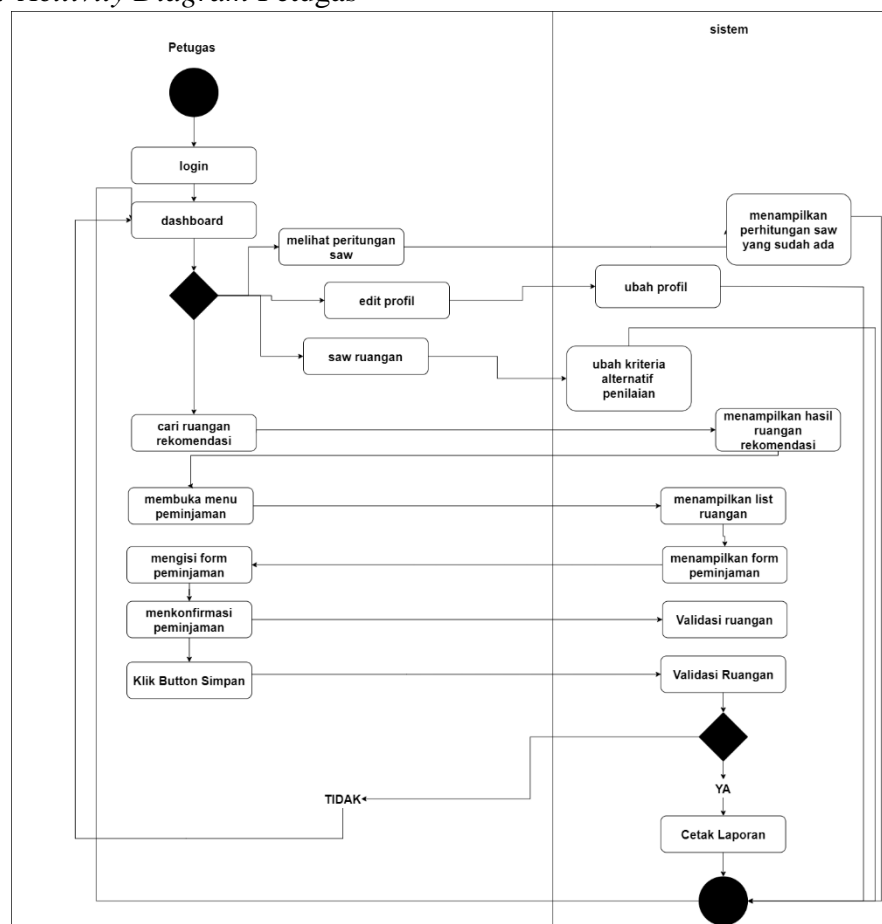 Activity Diagram Petugas
Petugas
sistem
login
dashboard
melihat peritungan
saw
menampilkan
perhitungan saw
yang sudah ada
edit profil
ubah profil
saw ruangan
ubah kriteria
alternatif
penilaian
cari ruangan
rekomendasi
menampilkan hasil
ruangan
rekomendasi
membuka menu
peminjaman
menampilkan list
ruangan
mengisi form
peminjaman
menampilkan form
peminjaman
menkonfirmasi
peminjaman
Validasi ruangan
Klik Button Simpan
Validasi Ruangan
TIDAK
YA
Cetak Laporan